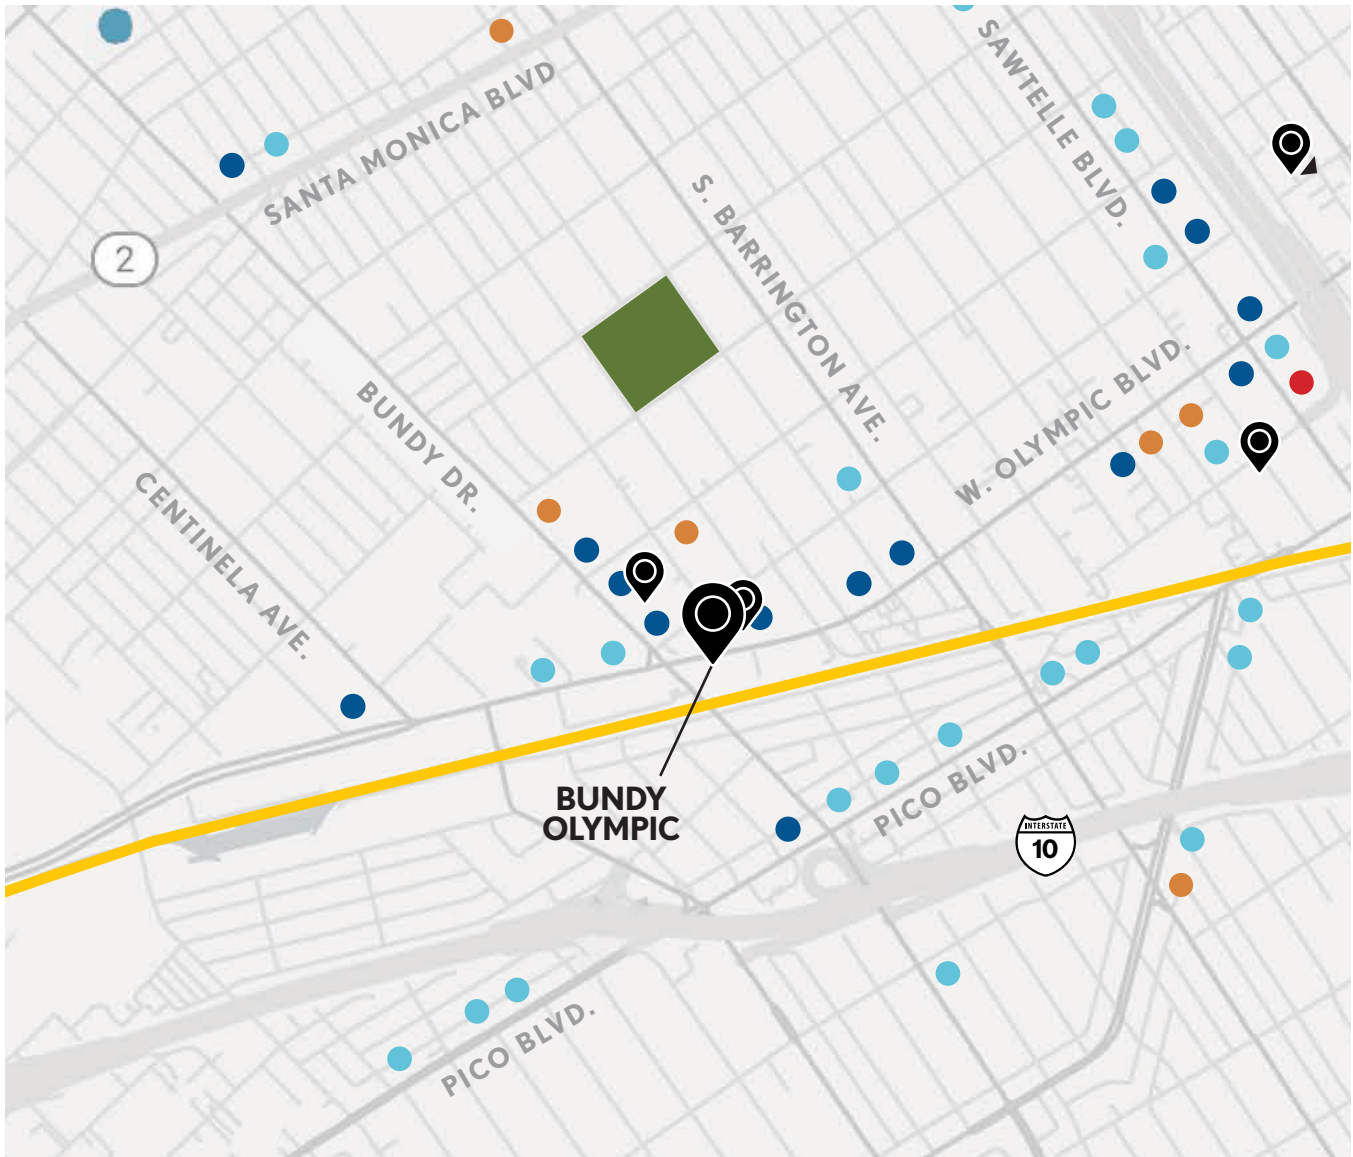 SAWTELLE BLVD.
SANTA MONICA BLVD
S. BARRINGTON AVE.
2
W. OLYMPIC BLVD.
BUNDY DR.
CENTINELA AVE.
BUNDY
OLYMPIC
PICO BLVD.
INTERSTATE
10
PICO BLVD.